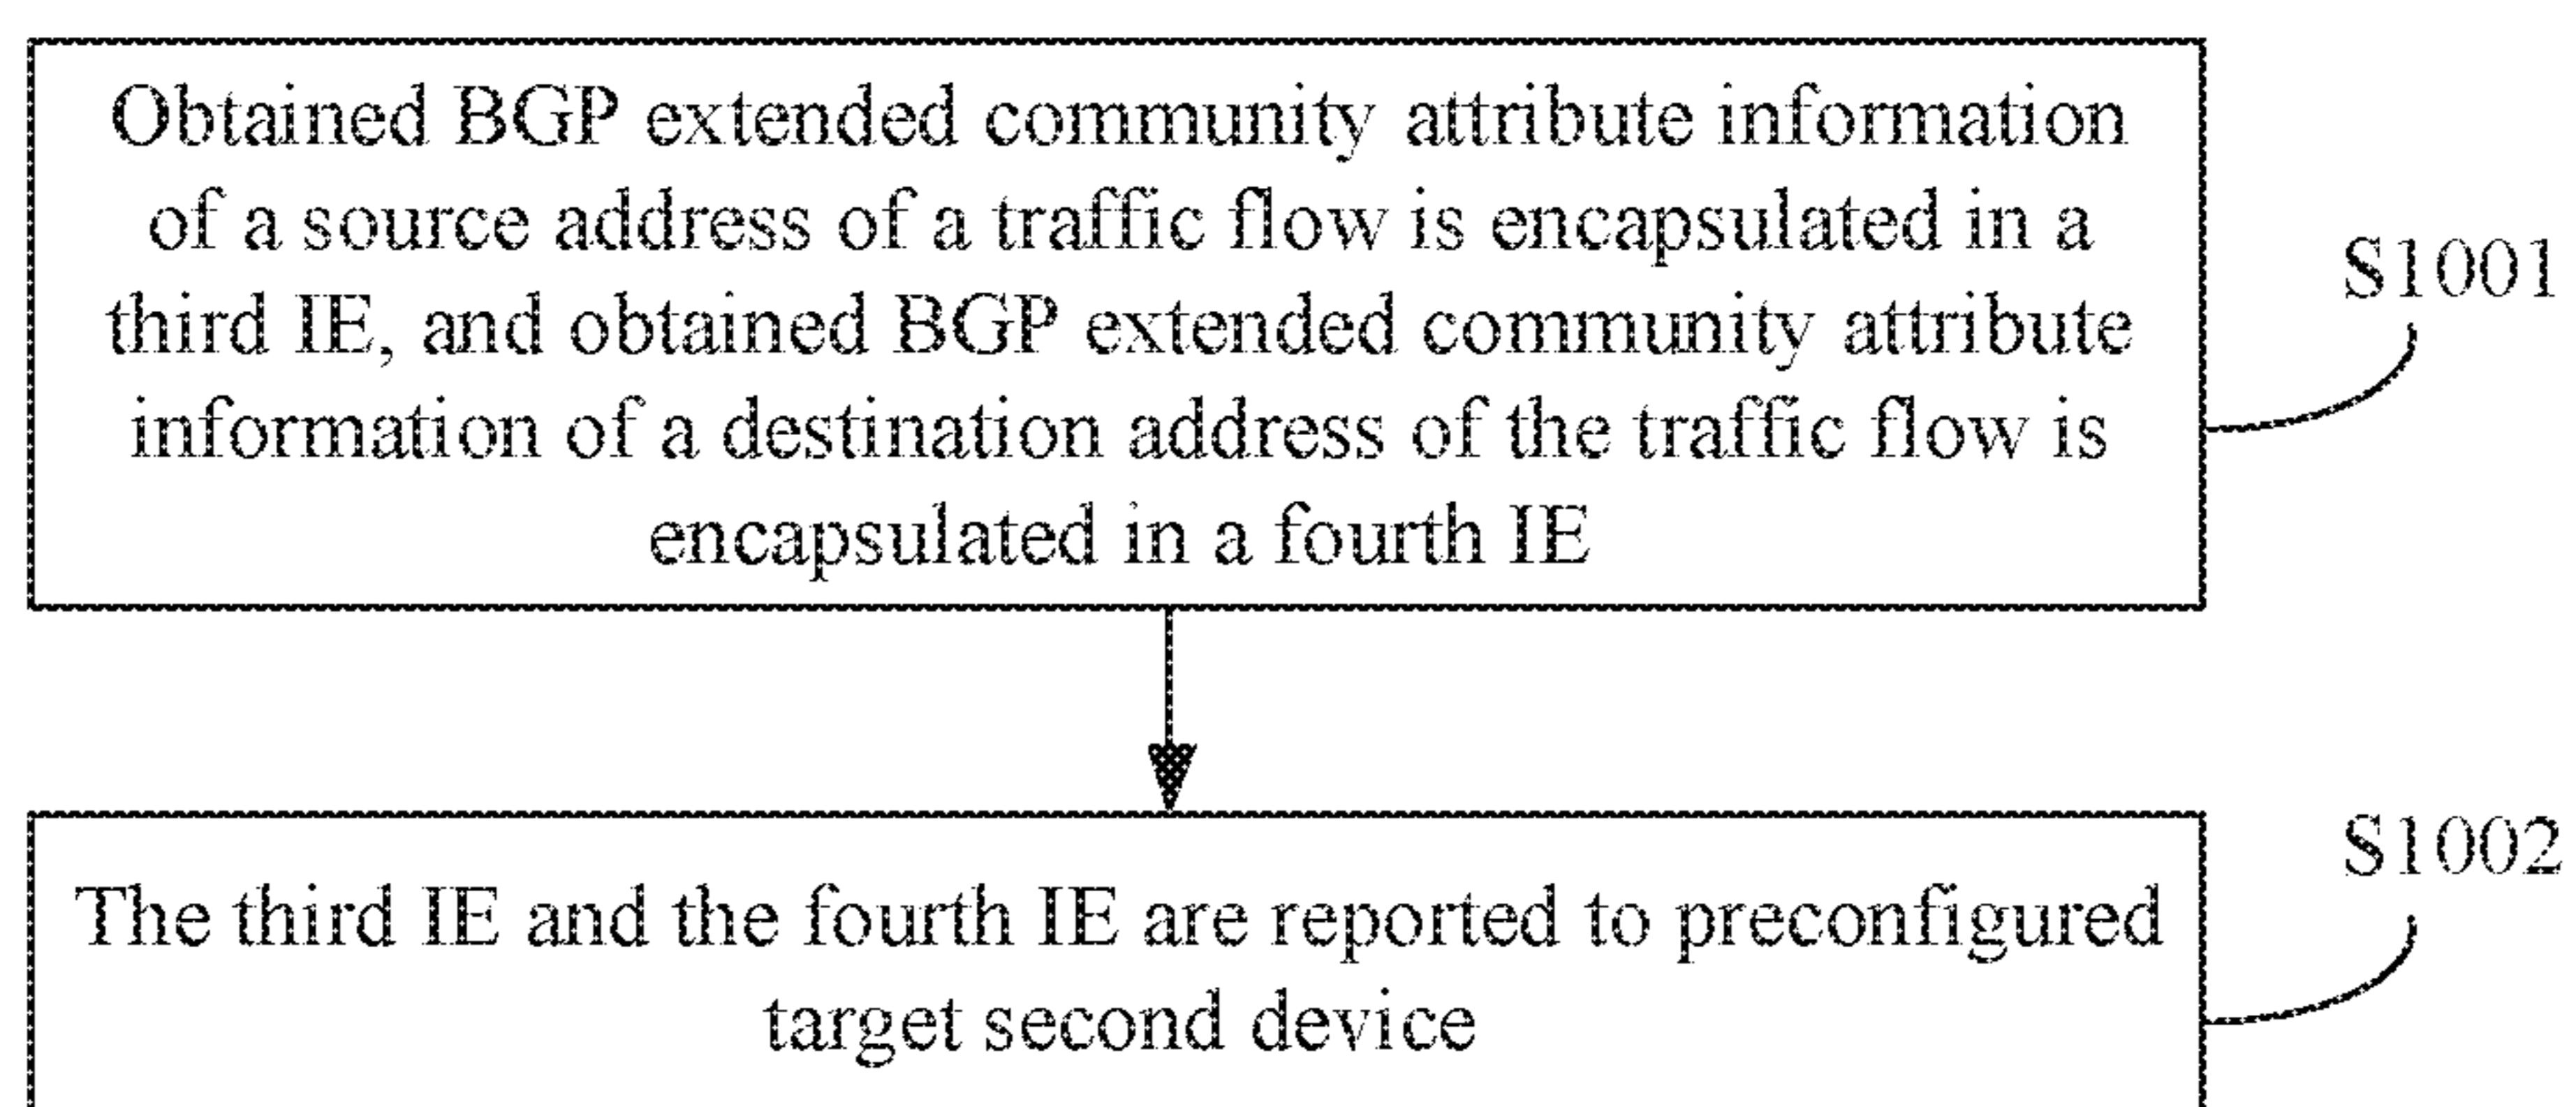 Obtained BGP extended community attribute information
of a source address of a traffic flow is encapsulated in a
third IE, and obtained BGP extended community attribute
information of a destination address of the traffic flow is
encapsulated in a fourth IE
S1001
The third IE and the fourth IE are reported to preconfigured
target second device
S1002